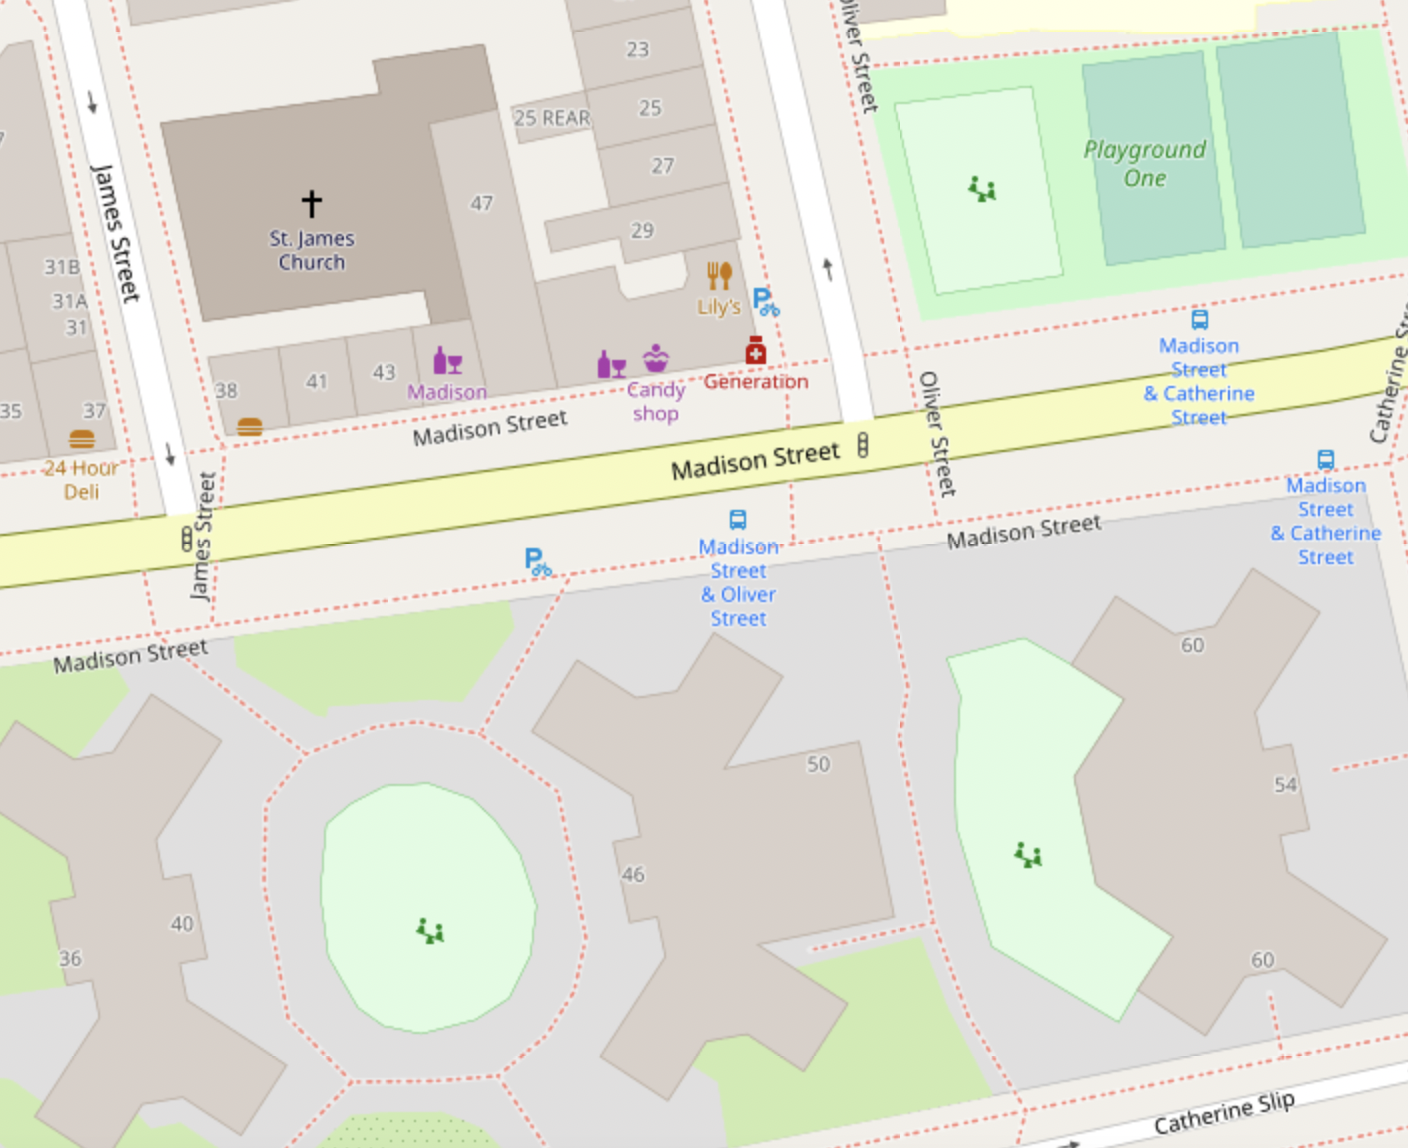 Oliver Street
23
25
25 REAR
27
47
29
James Street
St. James
Church
31B
31A
31
35
37
38
41
43
Madison
24 Hour
Deli
Lily's
Candy
shop
Generation
Playground
One
Madison
Street
& Catherine
Street
Madison Street
Madison Street
Oliver Street
James Street
Madison
Street
& Oliver
Street
Madison Street
Madison
Street
& Catherine
Street
Madison Street
60
50
54
46
40
36
60
Catherine Slip